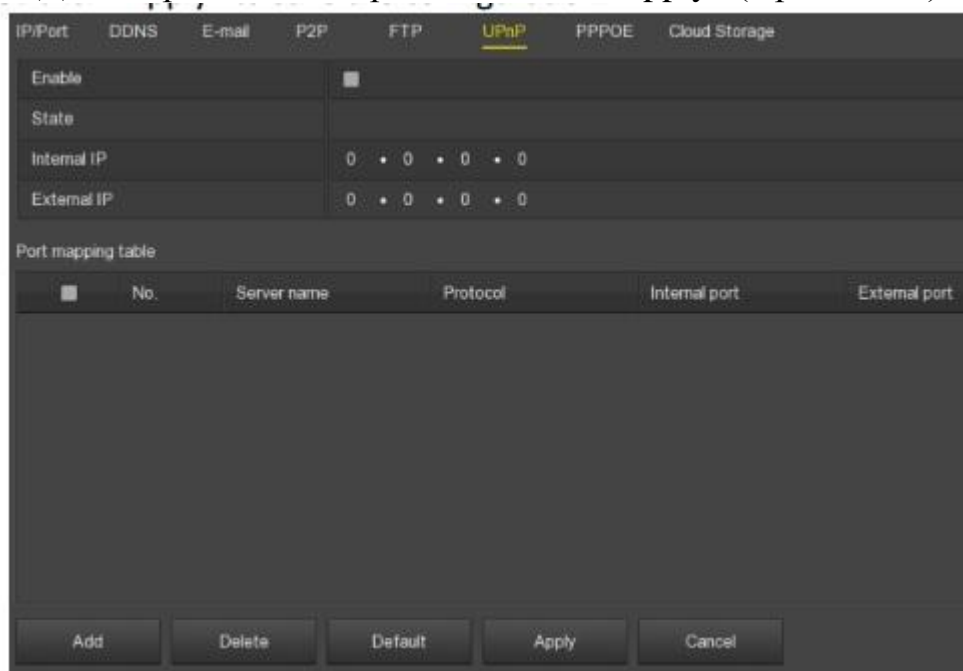 IP/Port DDNS E-mail P2P FTP UPnP PPPOE Cloud Storage
Enable
State
Internal IP 0 . 0 . 0 . 0
External IP 0 . 0 . 0 . 0
Port mapping table
No. Server name Protocol Internal port External port
Add Delete Default Apply Cancel